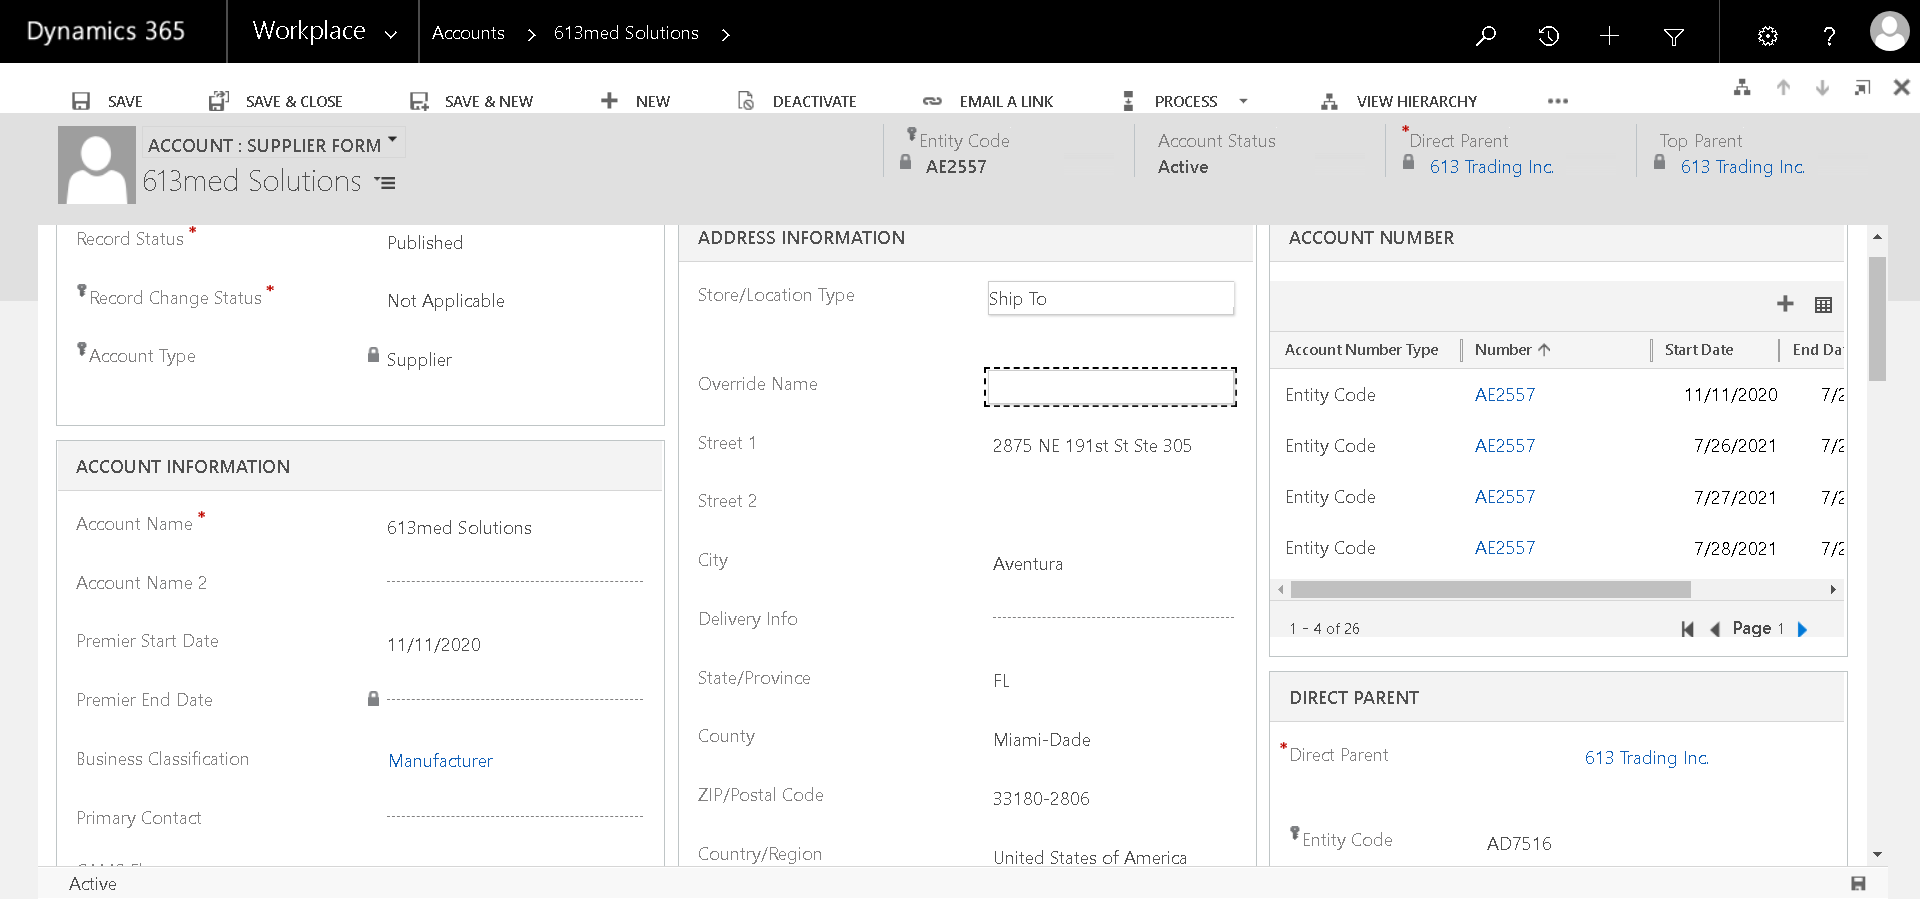 Dynamics 365
Workplace
Accounts
613med Solutions
?
SAVE
SAVE & CLOSE
SAVE & NEW
NEW
DEACTIVATE
EMAIL A LINK
PROCESS
VIEW HIERARCHY
•••
ACCOUNT : SUPPLIER FORM
613med Solutions
Entity Code
AE2557
Account Status
Active
*Direct Parent
613 Trading Inc.
Top Parent
613 Trading Inc.
Record Status *
Published
Record Change Status *
Not Applicable
Account Type
Supplier
ACCOUNT INFORMATION
Account Name *
613med Solutions
Account Name 2
Premier Start Date
11/11/2020
Premier End Date
Business Classification
Manufacturer
Primary Contact
ADDRESS INFORMATION
Store/Location Type
Ship To
Override Name
Street 1
2875 NE 191st St Ste 305
Street 2
City
Aventura
Delivery Info
State/Province
FL
County
Miami-Dade
ZIP/Postal Code
33180-2806
Country/Region
United States of America
ACCOUNT NUMBER
Account Number Type Number Start Date End Da
Entity Code AE2557 11/11/2020 7/2
Entity Code AE2557 7/26/2021 7/2
Entity Code AE2557 7/27/2021 7/2
Entity Code AE2557 7/28/2021 7/2
1 - 4 of 26
Page 1
DIRECT PARENT
*Direct Parent
613 Trading Inc.
Entity Code
AD7516
Active